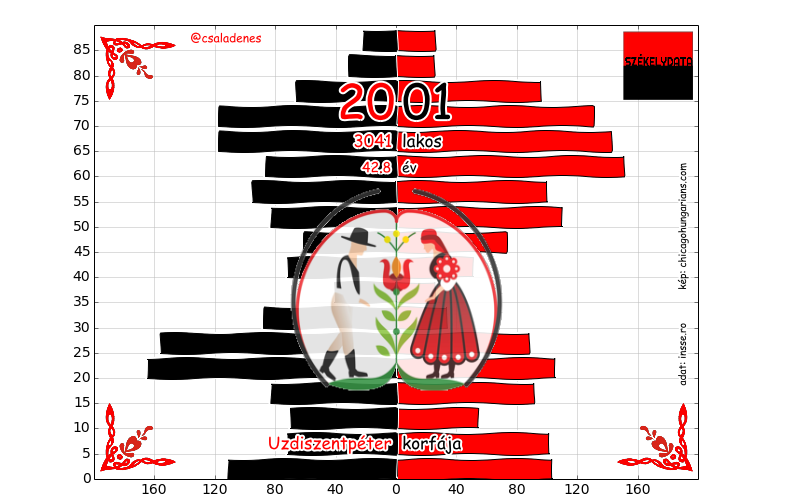 @csaladenes
SZÉKELYDATA
2001
3041 lakos
42.8 év
kép: chicagohungarians.com
adat: insse.ro
Uzdiszentpéter korfája
85
80
75
70
65
60
55
50
45
40
35
30
25
20
15
10
5
0
160 120 80 40 0 40 80 120 160